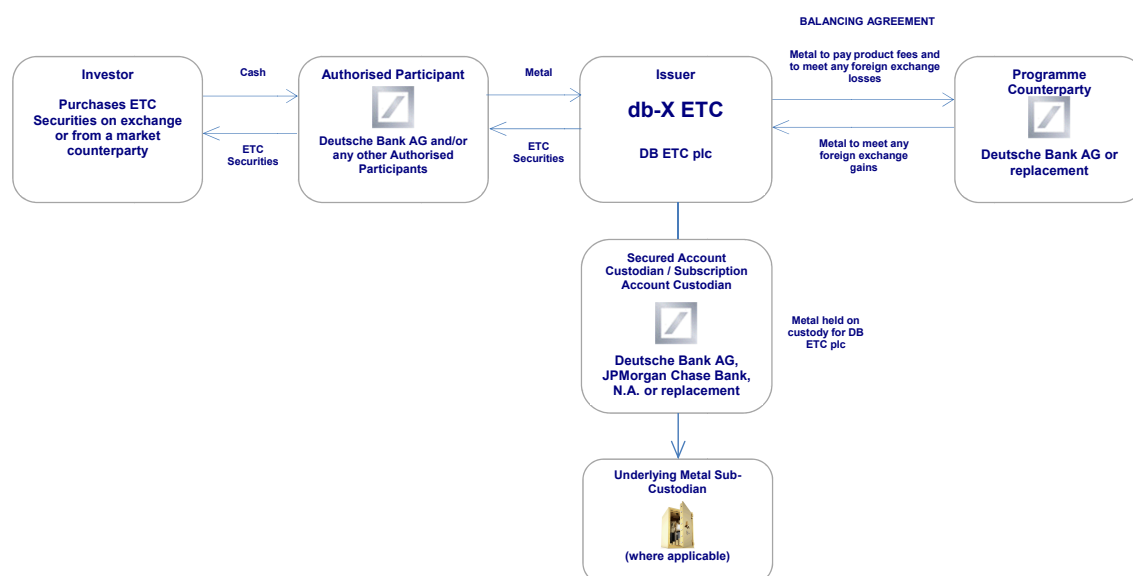 BALANCING AGREEMENT
Investor
Purchases ETC
Securities on exchange
or from a market
counterparty
Cash
ETC
Securities
Authorised Participant
Deutsche Bank AG and/or
any other Authorised
Participants
Metal
ETC
Securities
Issuer
db-X ETC
DB ETC plc
Metal to pay product fees and
to meet any foreign exchange
losses
Metal to meet any
foreign exchange
gains
Programme
Counterparty
Deutsche Bank AG or
replacement
Secured Account
Custodian / Subscription
Account Custodian
Deutsche Bank AG,
JPMorgan Chase Bank,
N.A. or replacement
Metal held on
custody for DB
ETC plc
Underlying Metal Sub-
Custodian
(where applicable)